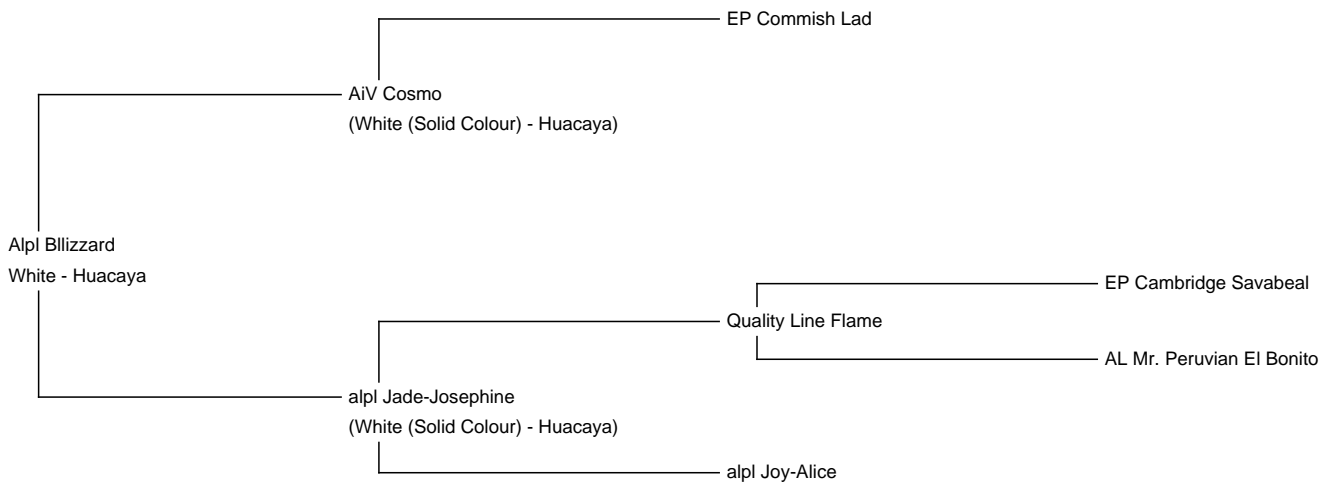 EP Commish Lad
AiV Cosmo
(White (Solid Colour) - Huacaya)
Alpl Bllizzard
White - Huacaya
EP Cambridge Savabeal
Quality Line Flame
AL Mr. Peruvian El Bonito
alpl Jade-Josephine
(White (Solid Colour) - Huacaya)
alpl Joy-Alice